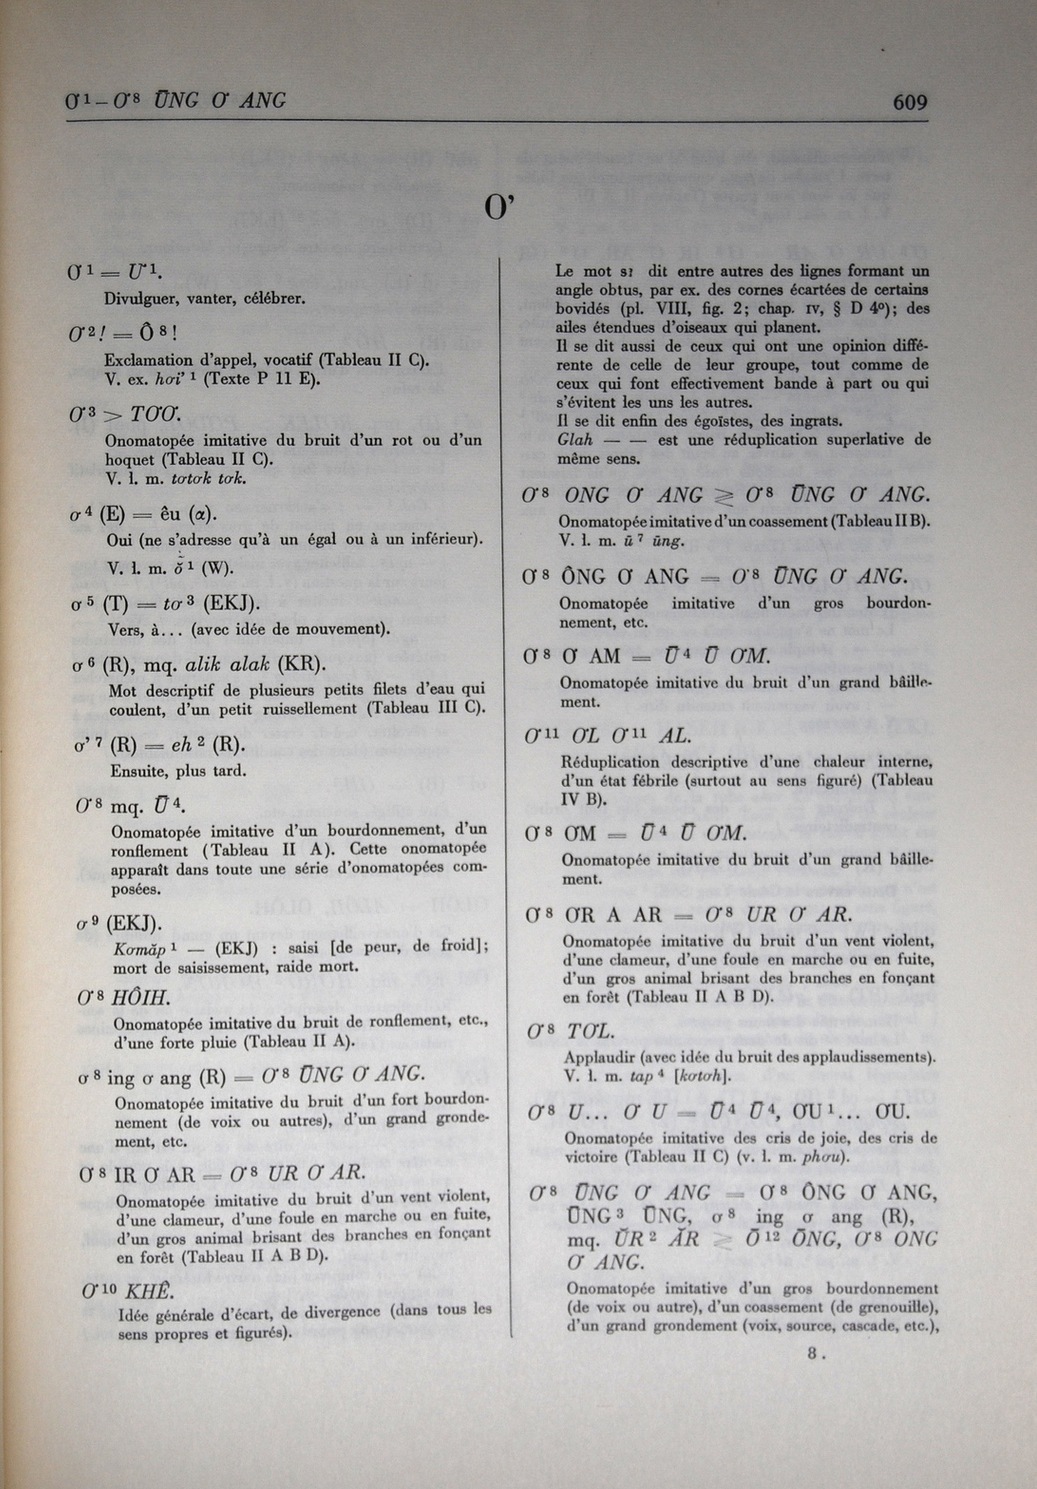 Ơ¹ – Ơ⁸ ŪNG Ơ ANG
609
O’
Ơ¹ = Ư¹.
Divulguer, vanter, célébrer.
Ơ²! = Ô⁸!
Exclamation d'appel, vocatif (Tableau II C).
V. ex. hơi’ ¹ (Texte P 11 E).
Ơ³ > TƠƠ.
Onomatopée imitative du bruit d'un rot ou d'un
hoquet (Tableau II C).
V. l. m. tơtơk tơk.
ơ⁴ (E) = êu (α).
Oui (ne s'adresse qu'à un égal ou à un inférieur).
V. l. m. ¹ (W).
ơ⁵ (T) = tơ³ (EKJ).
Vers, à... (avec idée de mouvement).
ơ⁶ (R), mq. alik alak (KR).
Mot descriptif de plusieurs petits filets d'eau qui
coulent, d'un petit ruissellement (Tableau III C).
ơ’ ⁷ (R) = eh² (R).
Ensuite, plus tard.
Ơ⁸ mq. Ū⁴.
Onomatopée imitative d'un bourdonnement, d'un
ronflement (Tableau II A). Cette onomatopée
apparaît dans toute une série d'onomatopées com-
posées.
ơ⁹ (EKJ).
Kơmăp¹ — (EKJ) : saisi [de peur, de froid];
mort de saisissement, raide mort.
Ơ⁸ HÔIH.
Onomatopée imitative du bruit de ronflement, etc.,
d'une forte pluie (Tableau II A).
ơ⁸ ing ơ ang (R) = Ơ⁸ ŪNG Ơ ANG.
Onomatopée imitative du bruit d'un fort bourdon-
nement (de voix ou autres), d'un grand gronde-
ment, etc.
Ơ⁸ IR Ơ AR = Ơ⁸ UR Ơ AR.
Onomatopée imitative du bruit d'un vent violent,
d'une clameur, d'une foule en marche ou en fuite,
d'un gros animal brisant des branches en fonçant
en forêt (Tableau II A B D).
Ơ¹⁰ KHÊ.
Idée générale d'écart, de divergence (dans tous les
sens propres et figurés).
Le mot se dit entre autres des lignes formant un
angle obtus, par ex. des cornes écartées de certains
bovidés (pl. VIII, fig. 2; chap. IV, § D 4°); des
ailes étendues d'oiseaux qui planent.
Il se dit aussi de ceux qui ont une opinion diffé-
rente de celle de leur groupe, tout comme de
ceux qui font effectivement bande à part ou qui
s'évitent les uns les autres.
Il se dit enfin des égoïstes, des ingrats.
Glah — — est une réduplication superlative de
même sens.
Ơ⁸ ONG Ơ ANG ≷ Ơ⁸ ŪNG Ơ ANG.
Onomatopée imitative d'un coassement (Tableau II B).
V. l. m. ū⁷ ūng.
Ơ⁸ ÔNG Ơ ANG = Ơ⁸ ŪNG Ơ ANG.
Onomatopée imitative d'un gros bourdon-
nement, etc.
Ơ⁸ Ơ AM = Ū⁴ Ū ƠM.
Onomatopée imitative du bruit d'un grand bâille-
ment.
Ơ¹¹ ƠL Ơ¹¹ AL.
Réduplication descriptive d'une chaleur interne,
d'un état fébrile (surtout au sens figuré) (Tableau
IV B).
Ơ⁸ ƠM = Ū⁴ Ū ƠM.
Onomatopée imitative du bruit d'un grand bâille-
ment.
Ơ⁸ ƠR A AR = Ơ⁸ UR Ơ AR.
Onomatopée imitative du bruit d'un vent violent,
d'une clameur, d'une foule en marche ou en fuite,
d'un gros animal brisant des branches en fonçant
en forêt (Tableau II A B D).
Ơ⁸ TƠL.
Applaudir (avec idée du bruit des applaudissements).
V. l. m. tap⁴ [kơtơh].
Ơ⁸ U... Ơ U = Ū⁴ Ū⁴, ƠU¹... ƠU.
Onomatopée imitative des cris de joie, des cris de
victoire (Tableau II C) (v. l. m. phơu).
Ơ⁸ ŪNG Ơ ANG = Ơ⁸ ÔNG Ơ ANG,
ŪNG³ ŪNG, ơ⁸ ing ơ ang (R),
mq. ŬR² ĂR ≷ Ō¹² ŌNG, Ơ⁸ ONG
Ơ ANG.
Onomatopée imitative d'un gros bourdonnement
(de voix ou autre), d'un coassement (de grenouille),
d'un grand grondement (voix, source, cascade, etc.),
8.